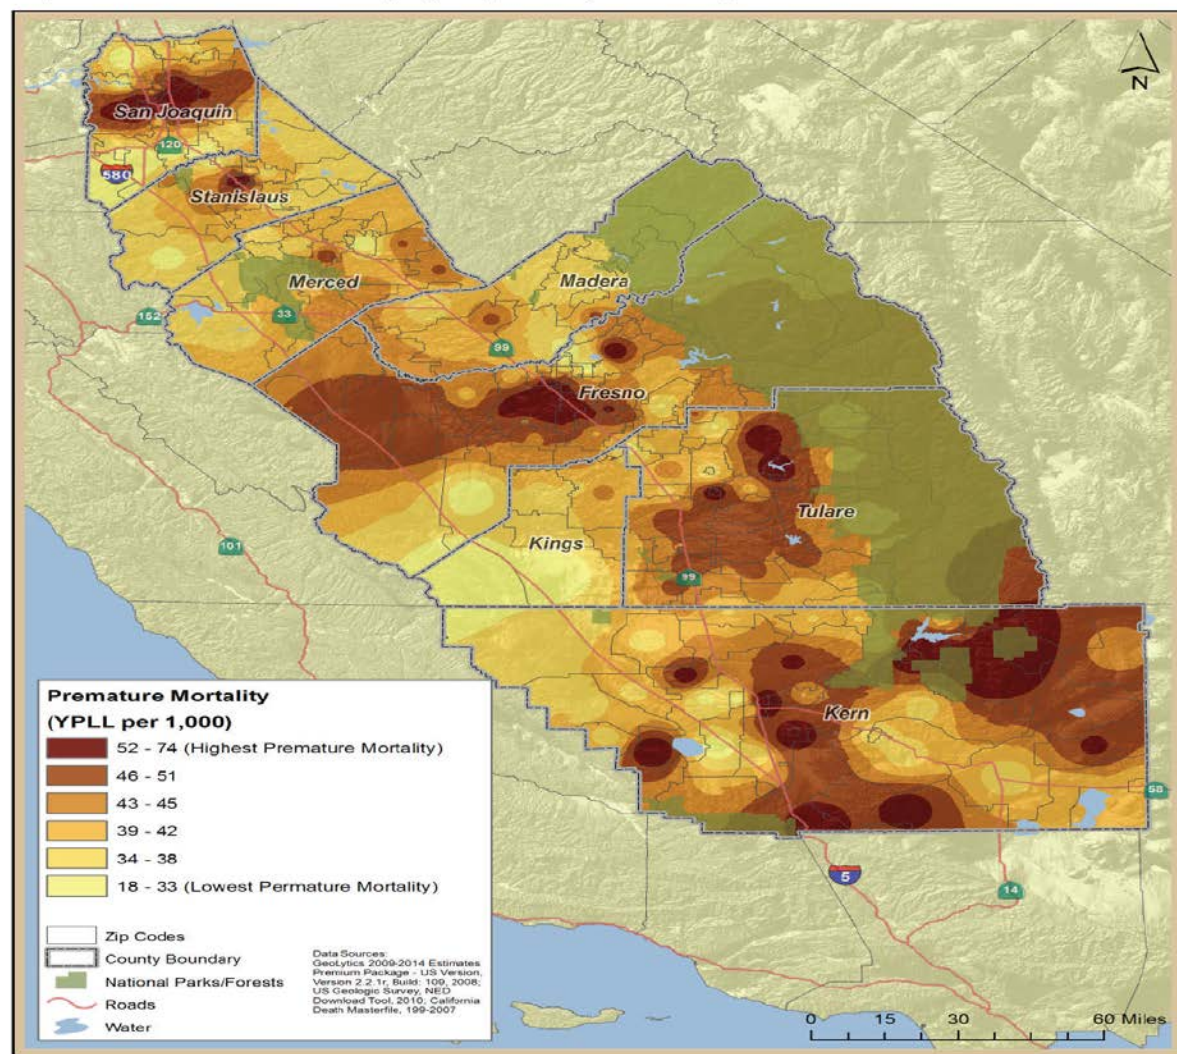 N
San Joaquin
120
580
Stanislaus
Merced
Madera
152
33
99
Fresno
Tulare
Kings
101
99
Kern
58
5
14
Premature Mortality
(YPLL per 1,000)
52 - 74 (Highest Premature Mortality)
46 - 51
43 - 45
39 - 42
34 - 38
18 - 33 (Lowest Permature Mortality)
Zip Codes
County Boundary
National Parks/Forests
Roads
Water
Data Sources:
GeoLytics 2009-2014 Estimates
Premium Package - US Version,
Version 2.2.1r, Build: 109, 2008;
US Geologic Survey, NED
Download Tool, 2010; California
Death Masterfile, 199-2007
0 15 30 60 Miles